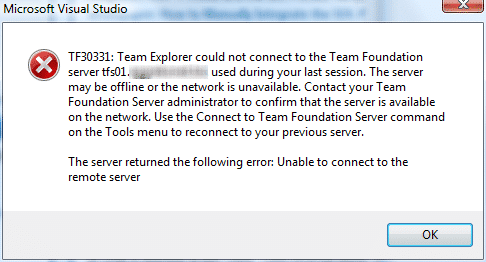 Microsoft Visual Studio
TF30331: Team Explorer could not connect to the Team Foundation
server tfs01. used during your last session. The server
may be offline or the network is unavailable. Contact your Team
Foundation Server administrator to confirm that the server is available
on the network. Use the Connect to Team Foundation Server command
on the Tools menu to reconnect to your previous server.
The server returned the following error: Unable to connect to the
remote server
OK